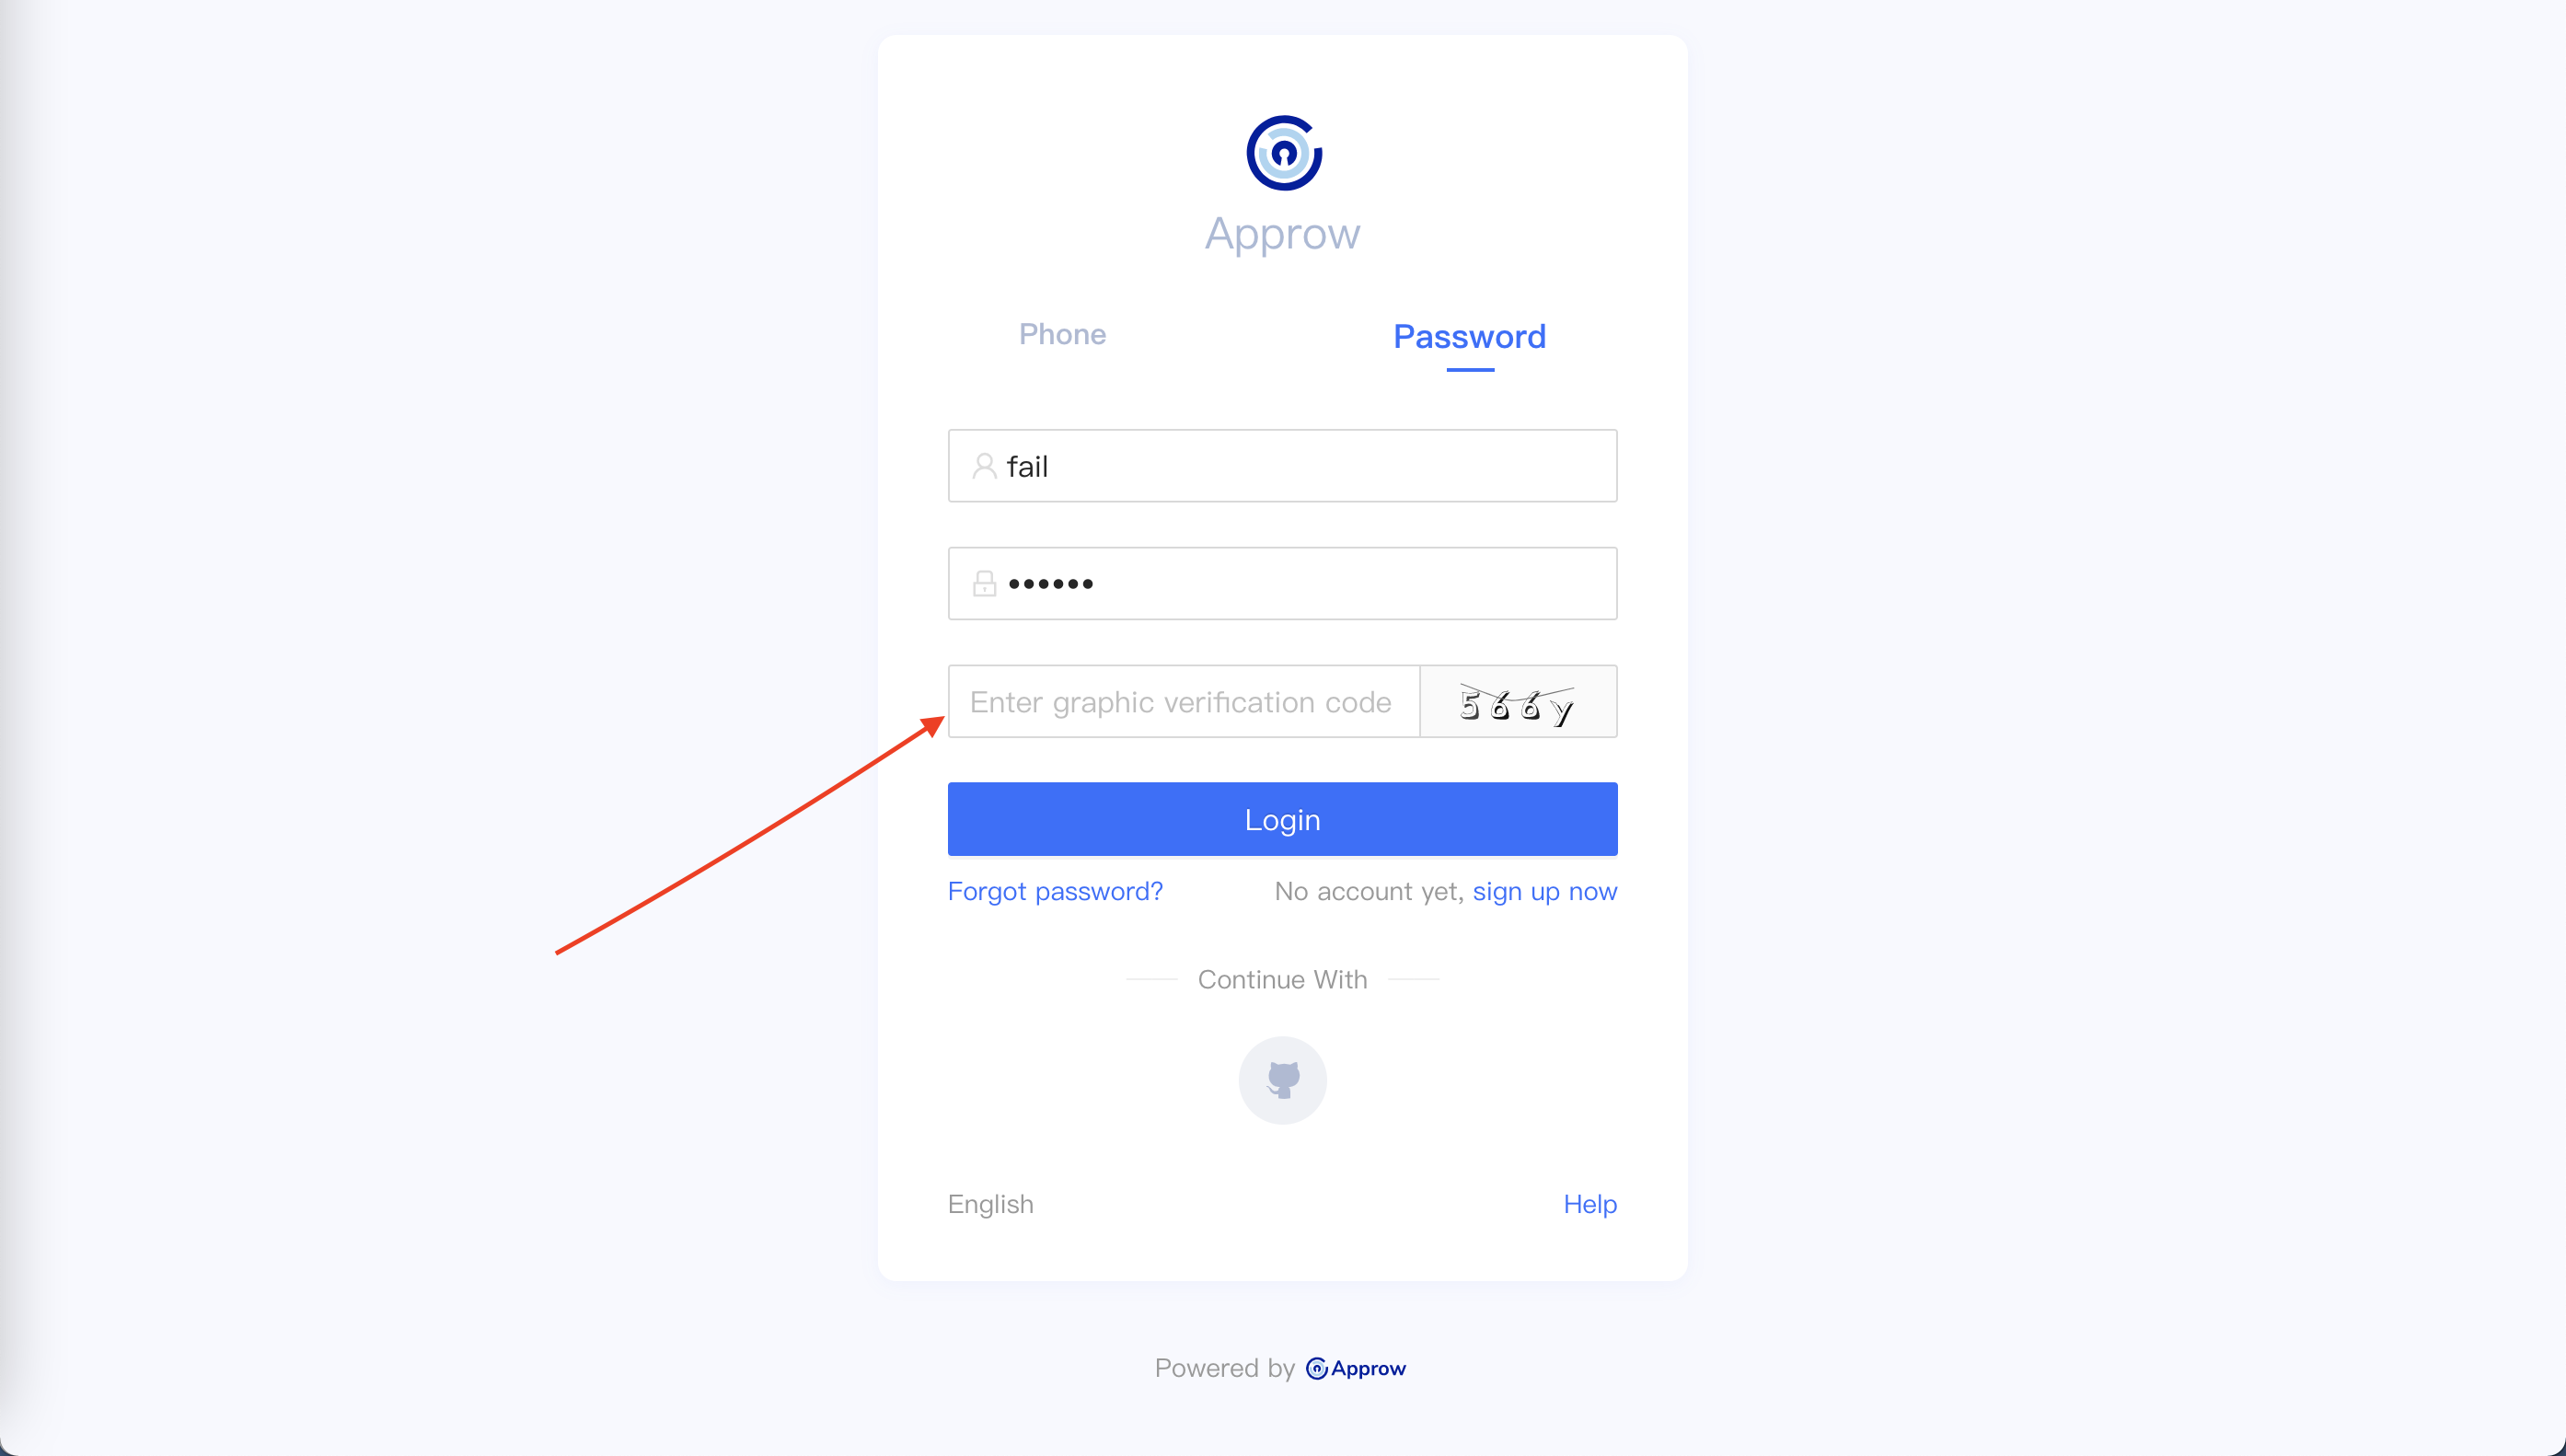 Approw
Phone Password
fail
••••••
Enter graphic verification code 566y
Login
Forgot password? No account yet, sign up now
Continue With
English Help
Powered by Approw